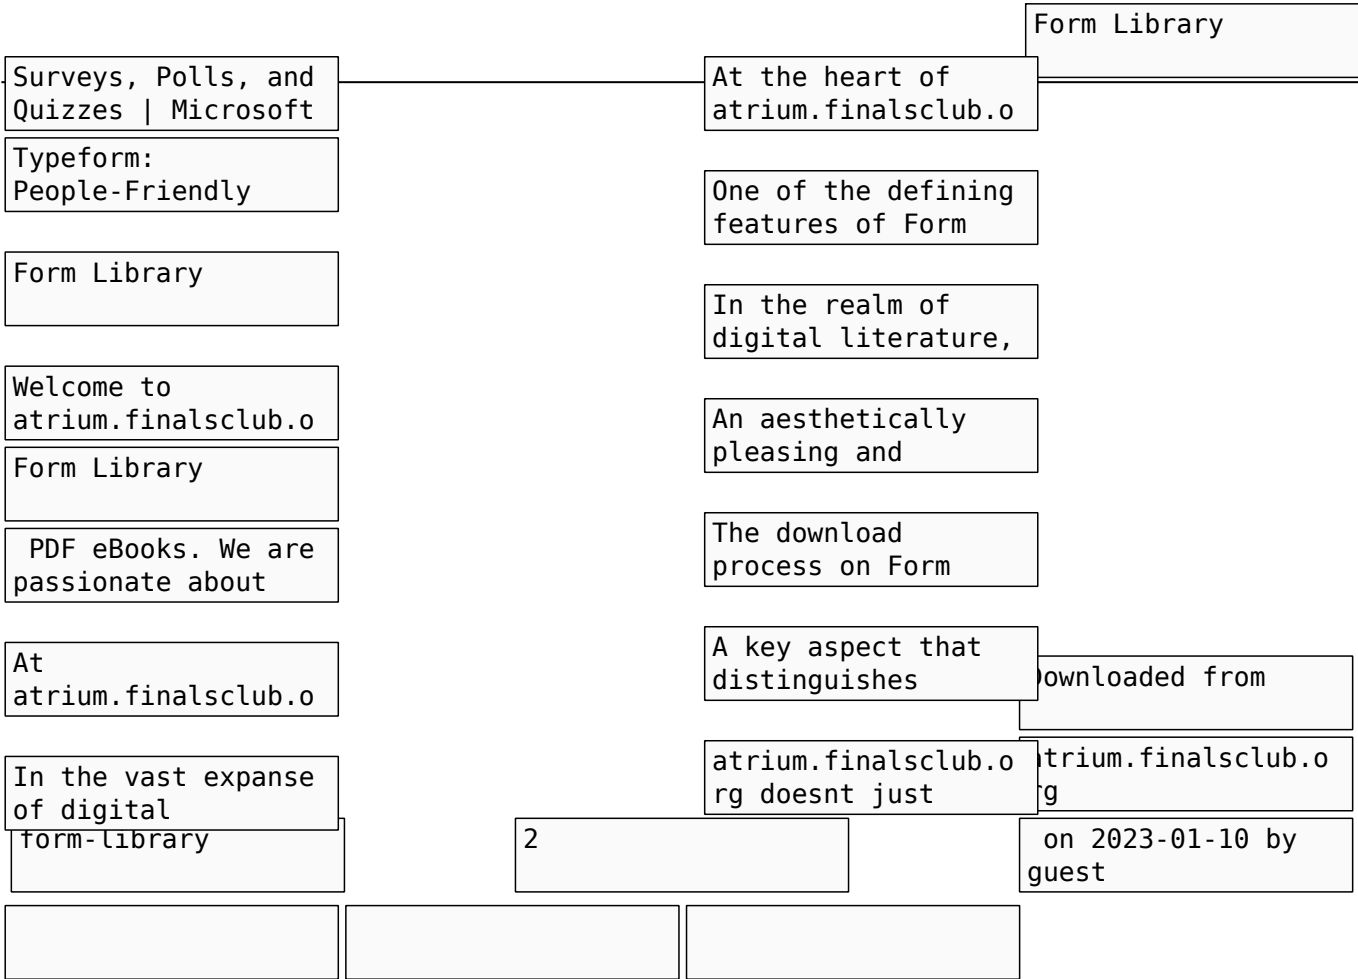 Form Library
Surveys, Polls, and
Quizzes | Microsoft
Typeform:
People-Friendly
Form Library
Welcome to
atrium.finalsclub.o
Form Library
PDF eBooks. We are
passionate about
At
atrium.finalsclub.o
In the vast expanse
of digital
At the heart of
atrium.finalsclub.o
One of the defining
features of Form
In the realm of
digital literature,
An aesthetically
pleasing and
The download
process on Form
A key aspect that
distinguishes
atrium.finalsclub.o
rg doesnt just
form-library
2
Downloaded from
atrium.finalsclub.o
rg
on 2023-01-10 by
guest